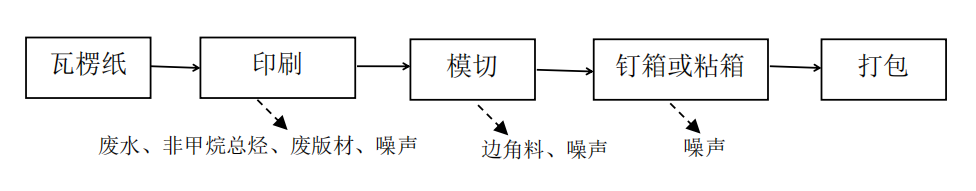 瓦楞纸
印刷
模切
钉箱或粘箱
打包
废水、非甲烷总烃、废版材、噪声
边角料、噪声
噪声